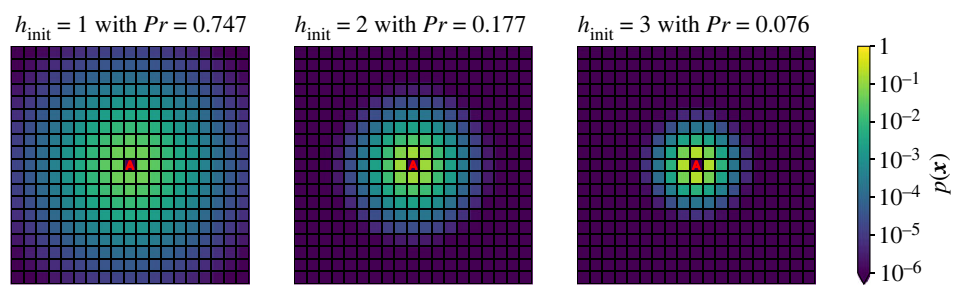 h_init = 1 with Pr = 0.747
h_init = 2 with Pr = 0.177
h_init = 3 with Pr = 0.076
A
A
A
1
10⁻¹
10⁻²
10⁻³
10⁻⁴
10⁻⁵
10⁻⁶
p(x)